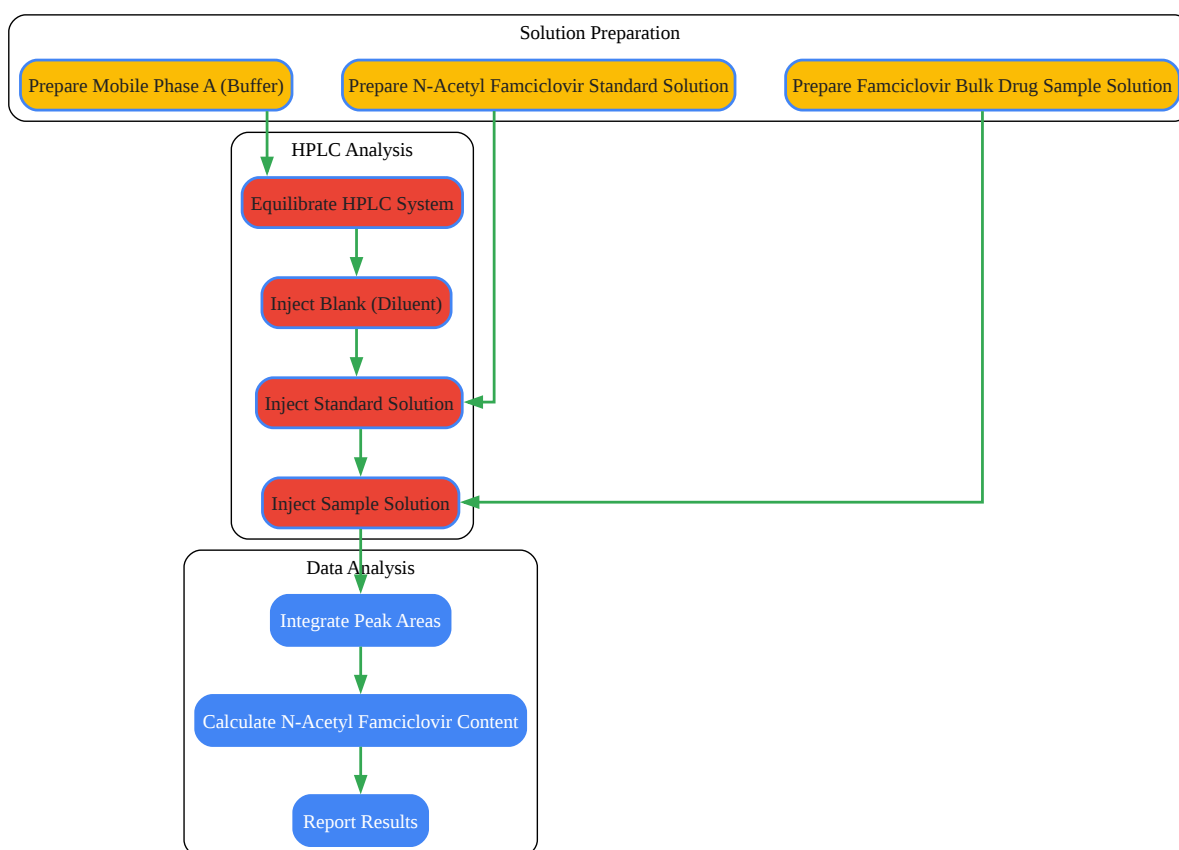 Solution Preparation
Prepare Mobile Phase A (Buffer)
Prepare N-Acetyl Famciclovir Standard Solution
Prepare Famciclovir Bulk Drug Sample Solution
HPLC Analysis
Equilibrate HPLC System
Inject Blank (Diluent)
Inject Standard Solution
Inject Sample Solution
Data Analysis
Integrate Peak Areas
Calculate N-Acetyl Famciclovir Content
Report Results